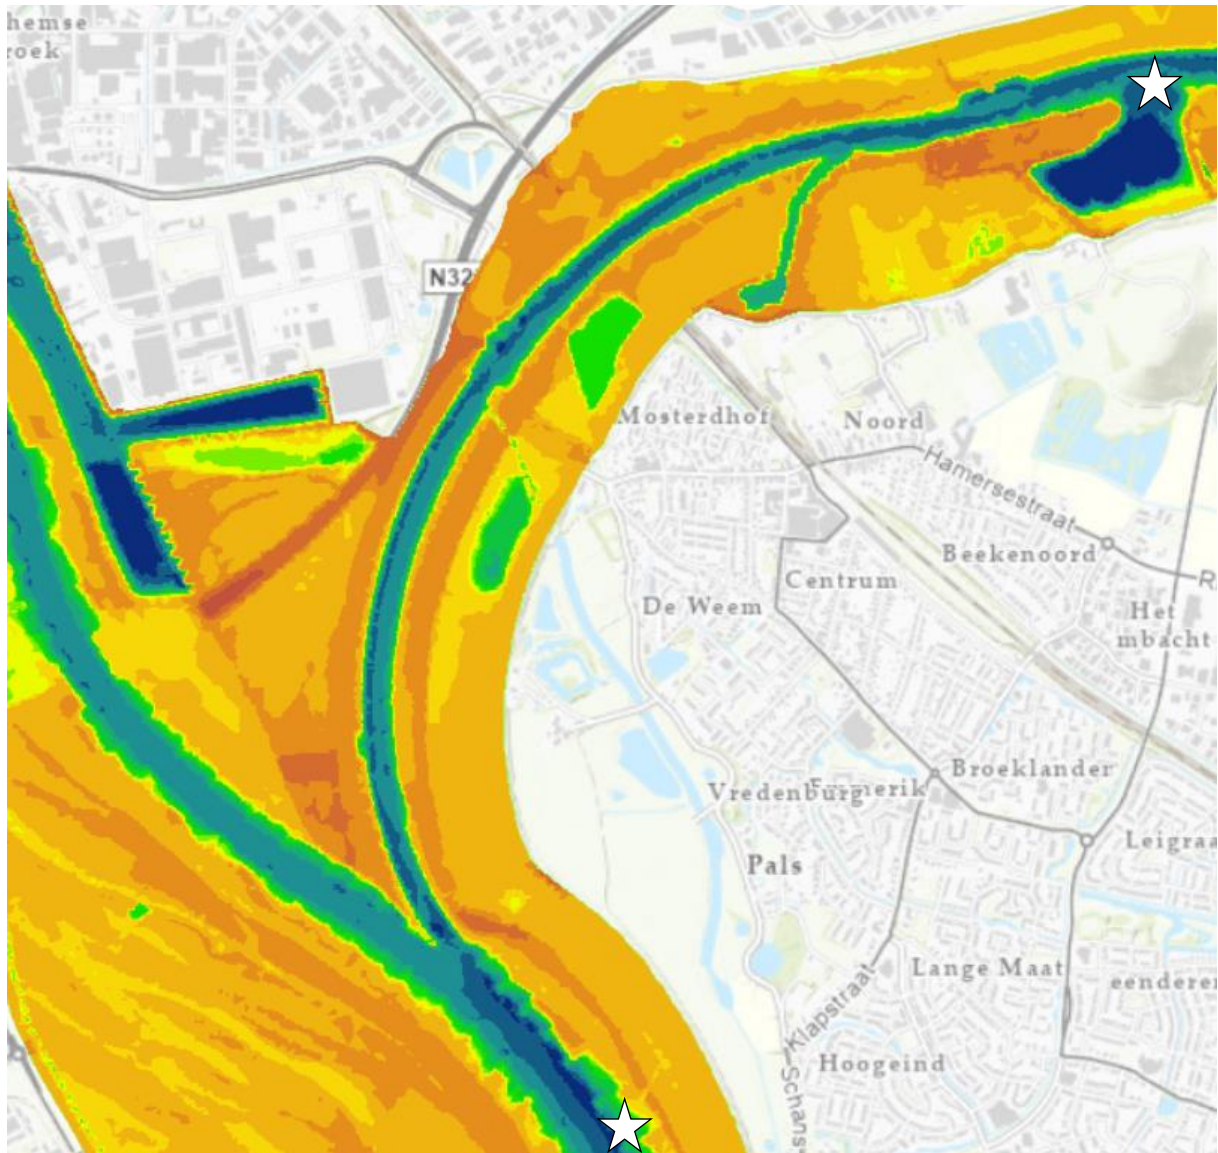 hemse
roek
N32
Mosterdhof
Noord
Hamersestraat
Beekenoord
Centrum
De Weem
Het
mbacht
Broeklander
Vredenburg
Emmerik
Pals
Leigraa
Lange Maat
eenderen
Klapstraat
Hoogeind
Schans